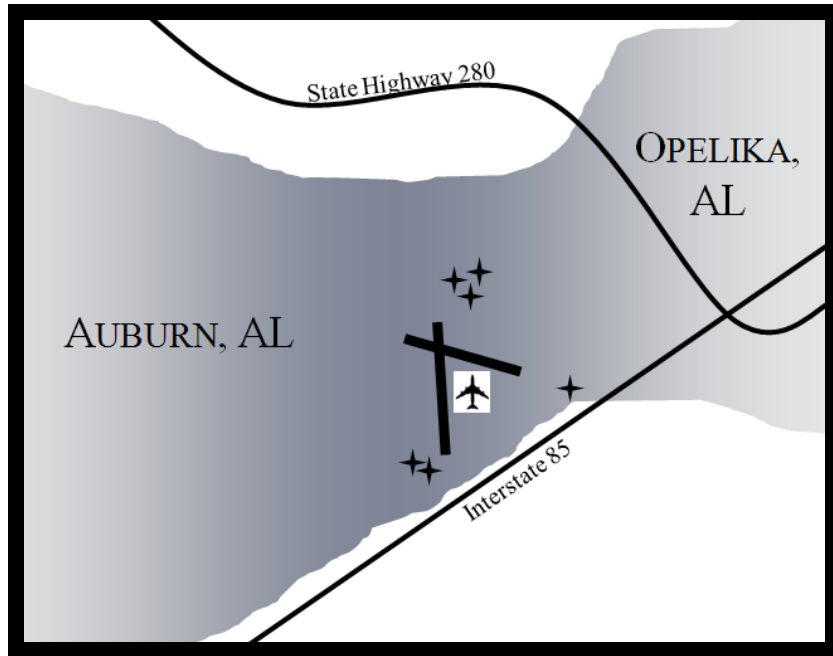 State Highway 280
OPELIKA,
AL
AUBURN, AL
Interstate 85